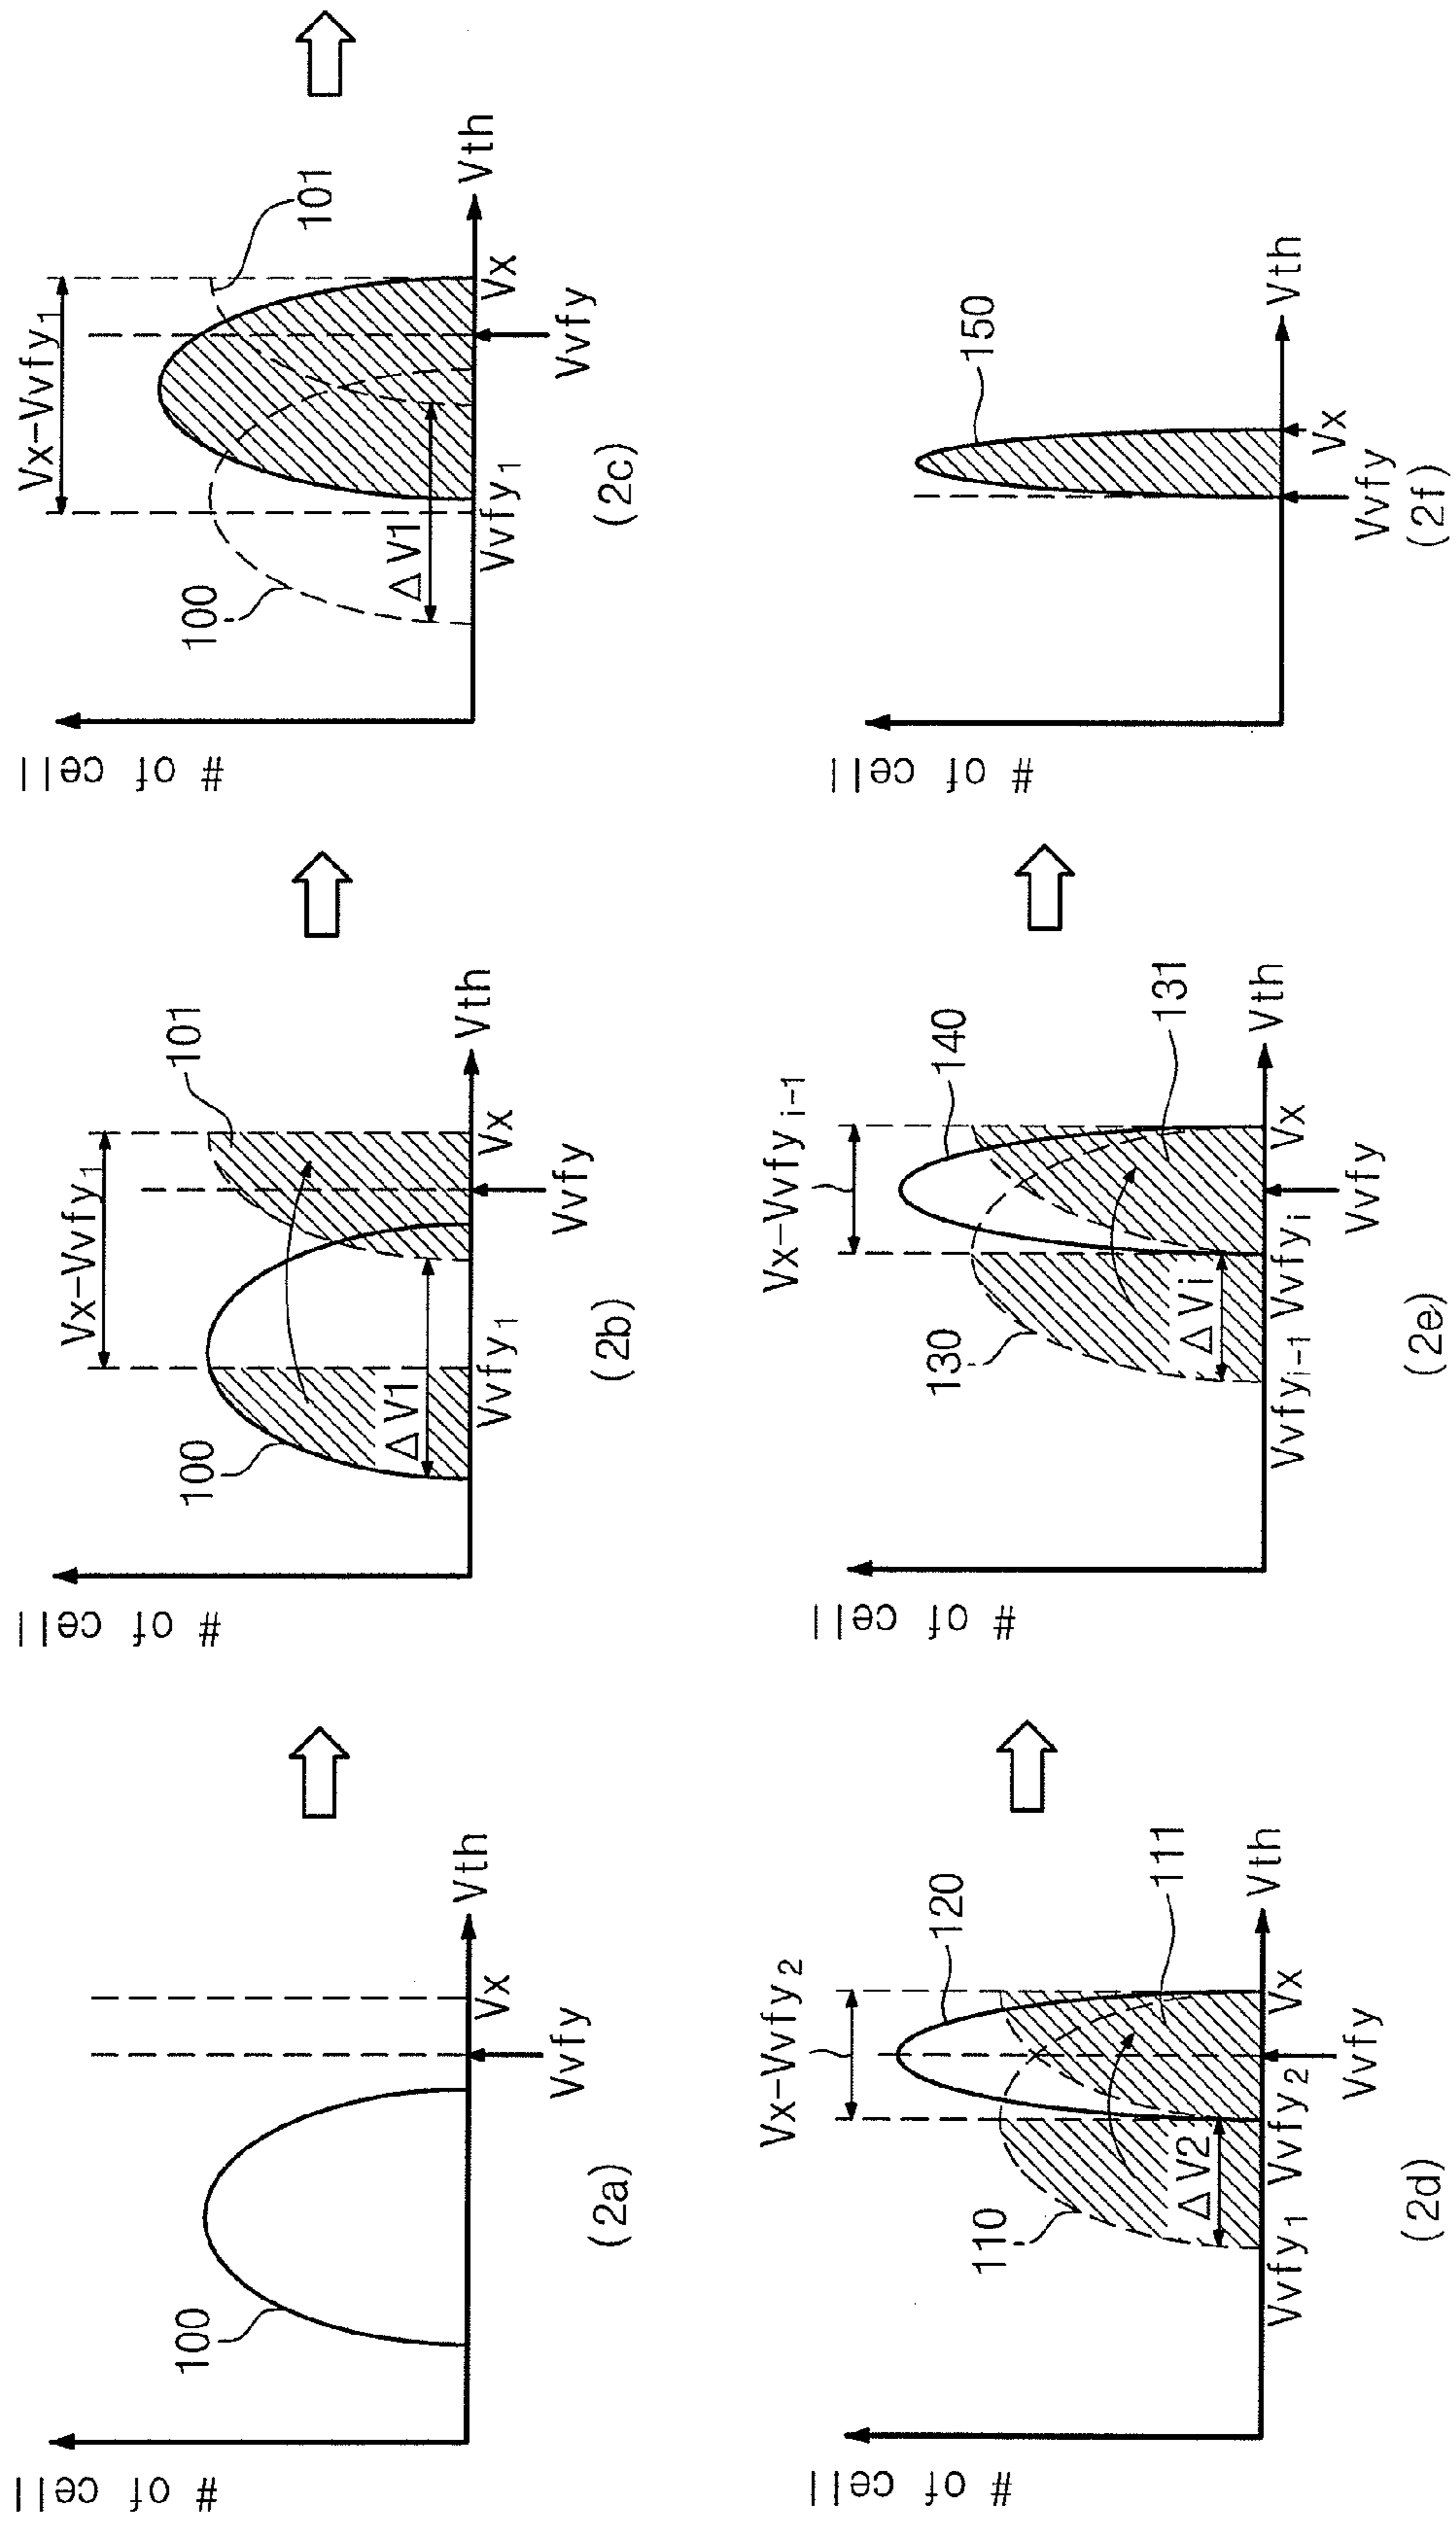 # of cell
100
Vth
Vx
Vvfy
(2a)
# of cell
Vx-Vvfy1
100
101
ΔV1
Vth
Vvfy1
Vx
Vvfy
(2b)
# of cell
Vx-Vvfy1
100
101
ΔV1
Vth
Vvfy1
Vx
Vvfy
(2c)
# of cell
Vx-Vvfy2
120
110
111
ΔV2
Vth
Vvfy1 Vvfy2 Vx
Vvfy
(2d)
# of cell
Vx-Vvfy i-1
140
130
131
ΔVi
Vth
Vvfyi-1 Vvfyi Vx
Vvfy
(2e)
# of cell
150
Vth
Vx
Vvfy
(2f)